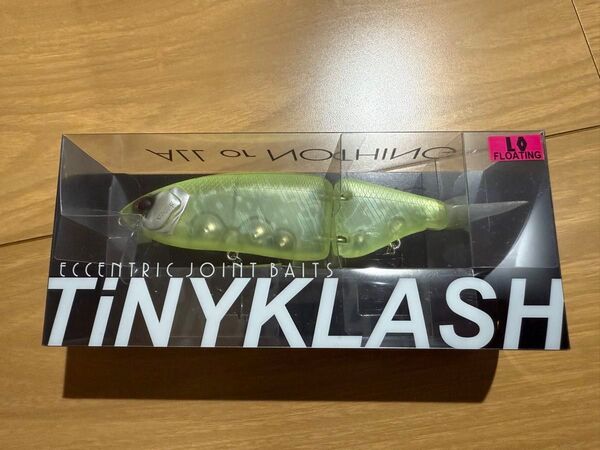 ALL or NOTHING
LO
FLOATING
ECCENTRIC JOINT BAITS
TiNYKLASH